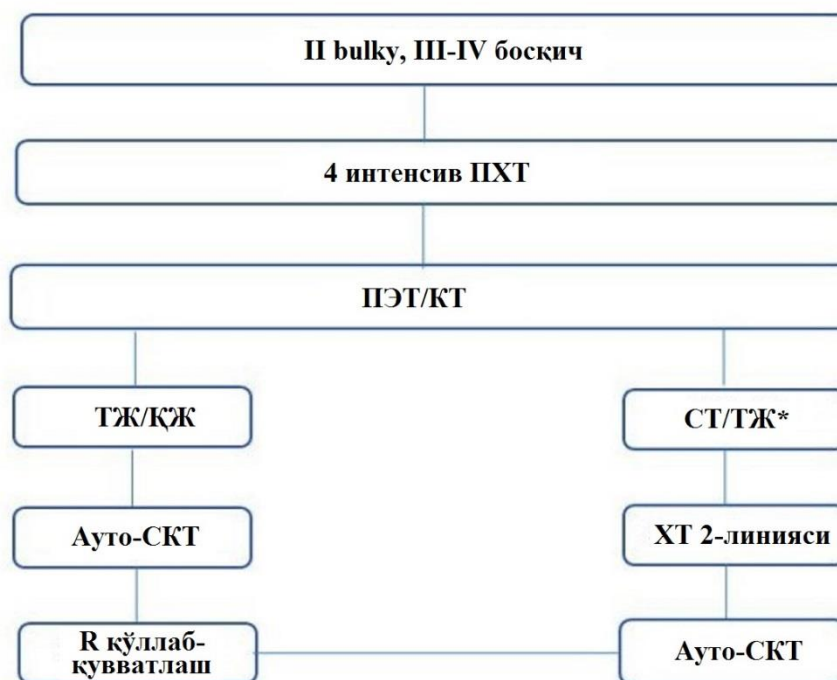 II bulky, III-IV босқич
4 интенсив ПХТ
ПЭТ/КТ
ТЖ/ҚЖ
СТ/ТЖ*
Ауто-СКТ
ХТ 2-линияси
R қўллаб-
қувватлаш
Ауто-СКТ